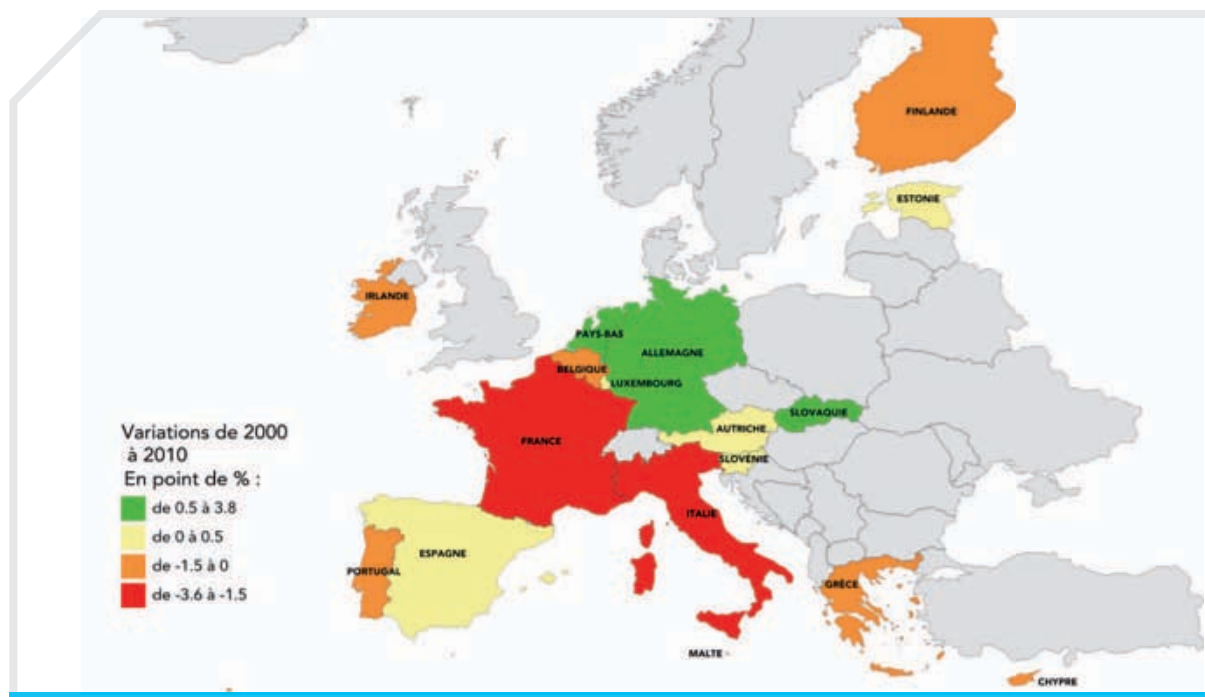 FINLANDE
ESTONIE
IRLANDE
PAYS-BAS
ALLEMAGNE
BELGIQUE
LUXEMBOURG
SLOVAQUIE
AUTRICHE
FRANCE
SLOVÉNIE
Variations de 2000
à 2010
En point de % :
de 0.5 à 3.8
de 0 à 0.5
de -1.5 à 0
de -3.6 à -1.5
ITALIE
ESPAGNE
PORTUGAL
GRÈCE
MALTE
CHYPRE